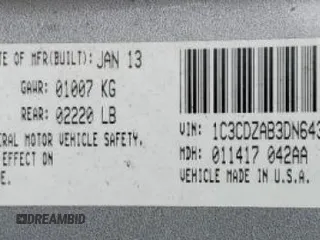 TE OF MFR(BUILT): JAN 13
GAWR: 01007 KG
REAR: 02220 LB
ERAL MOTOR VEHICLE SAFETY,
EFFECT ON
E.
VIN: 1C3CDZAB3DN643
MDH: 011417 042AA
VEHICLE MADE IN U.S.A.
DREAMBID